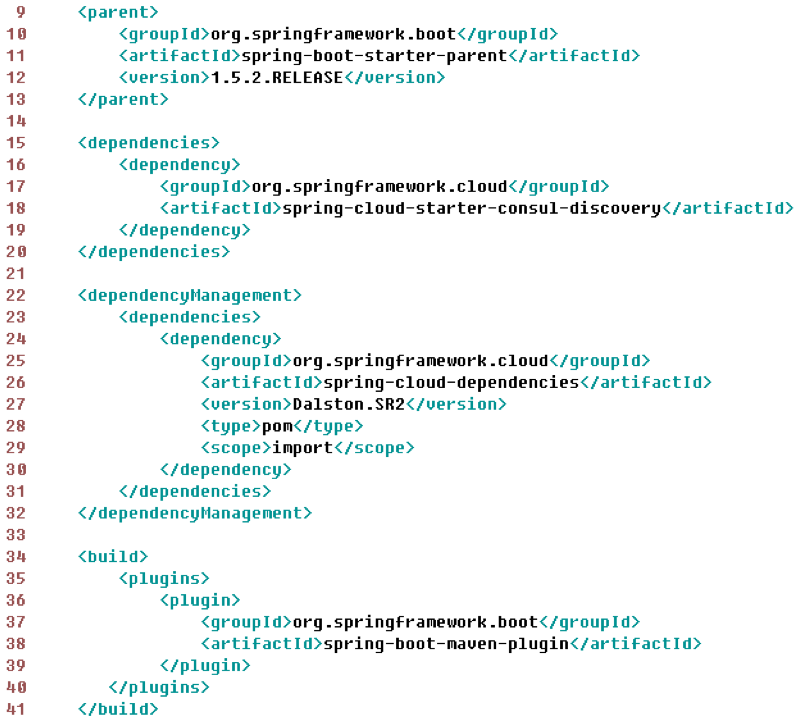 9 <parent>
10 <groupId>org.springframework.boot</groupId>
11 <artifactId>spring-boot-starter-parent</artifactId>
12 <version>1.5.2.RELEASE</version>
13 </parent>
14
15 <dependencies>
16 <dependency>
17 <groupId>org.springframework.cloud</groupId>
18 <artifactId>spring-cloud-starter-consul-discovery</artifactId>
19 </dependency>
20 </dependencies>
21
22 <dependencyManagement>
23 <dependencies>
24 <dependency>
25 <groupId>org.springframework.cloud</groupId>
26 <artifactId>spring-cloud-dependencies</artifactId>
27 <version>Dalston.SR2</version>
28 <type>pom</type>
29 <scope>import</scope>
30 </dependency>
31 </dependencies>
32 </dependencyManagement>
33
34 <build>
35 <plugins>
36 <plugin>
37 <groupId>org.springframework.boot</groupId>
38 <artifactId>spring-boot-maven-plugin</artifactId>
39 </plugin>
40 </plugins>
41 </build>